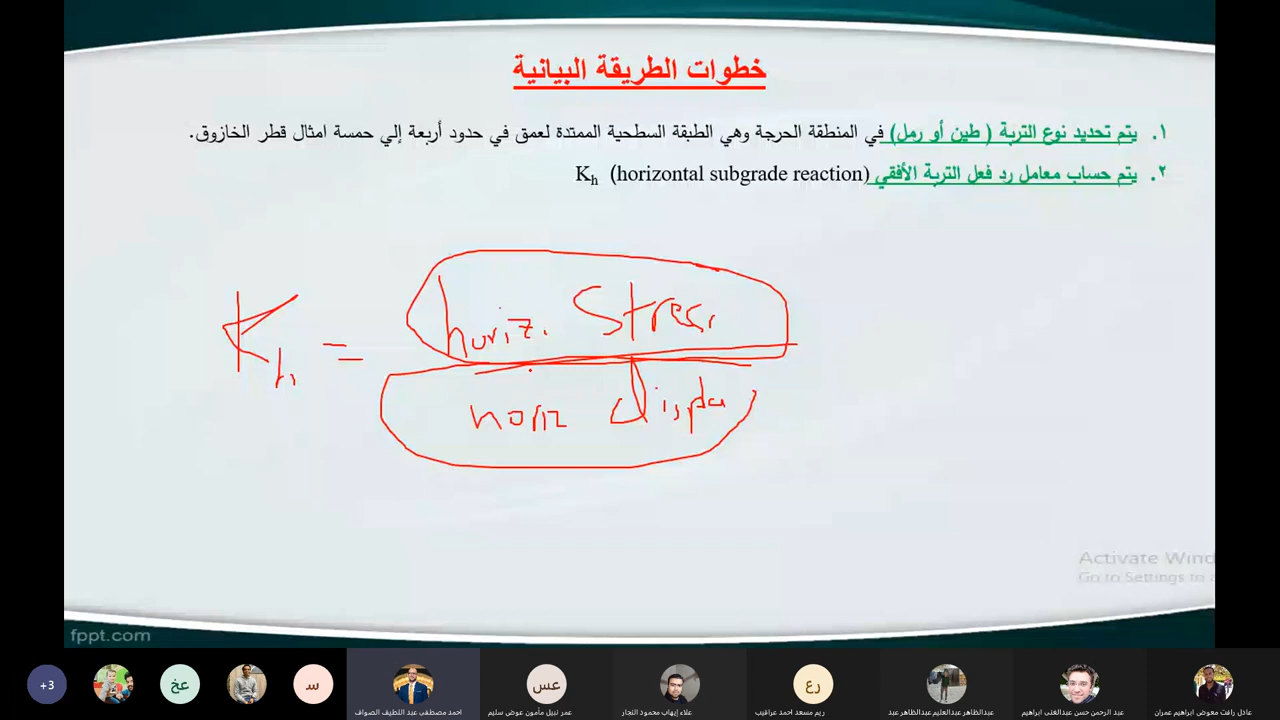 خطوات الطريقة البيانية
١. يتم تحديد نوع التربة ( طين أو رمل) في المنطقة الحرجة وهي الطبقة السطحية الممتدة لعمق في حدود أربعة إلي خمسة امثال قطر الخازوق.
٢. يتم حساب معامل رد فعل التربة الأفقي (horizontal subgrade reaction) Kh
Kh = horiz. Stress
horiz displa
Activate Wind
Go to Settings to a
fppt.com
+3
عخ
س
عس
رع
احمد مصطفى عبد اللطيف الصواف
عمر نبيل مأمون عوض سليم
علاء إيهاب محمود النجار
ريم مسعد احمد عراقيب
عبدالظاهر عبدالعليم عبدالظاهر عبد
عبد الرحمن حسن عبدالغنى ابراهيم
عادل رافت معوض ابراهيم عمران